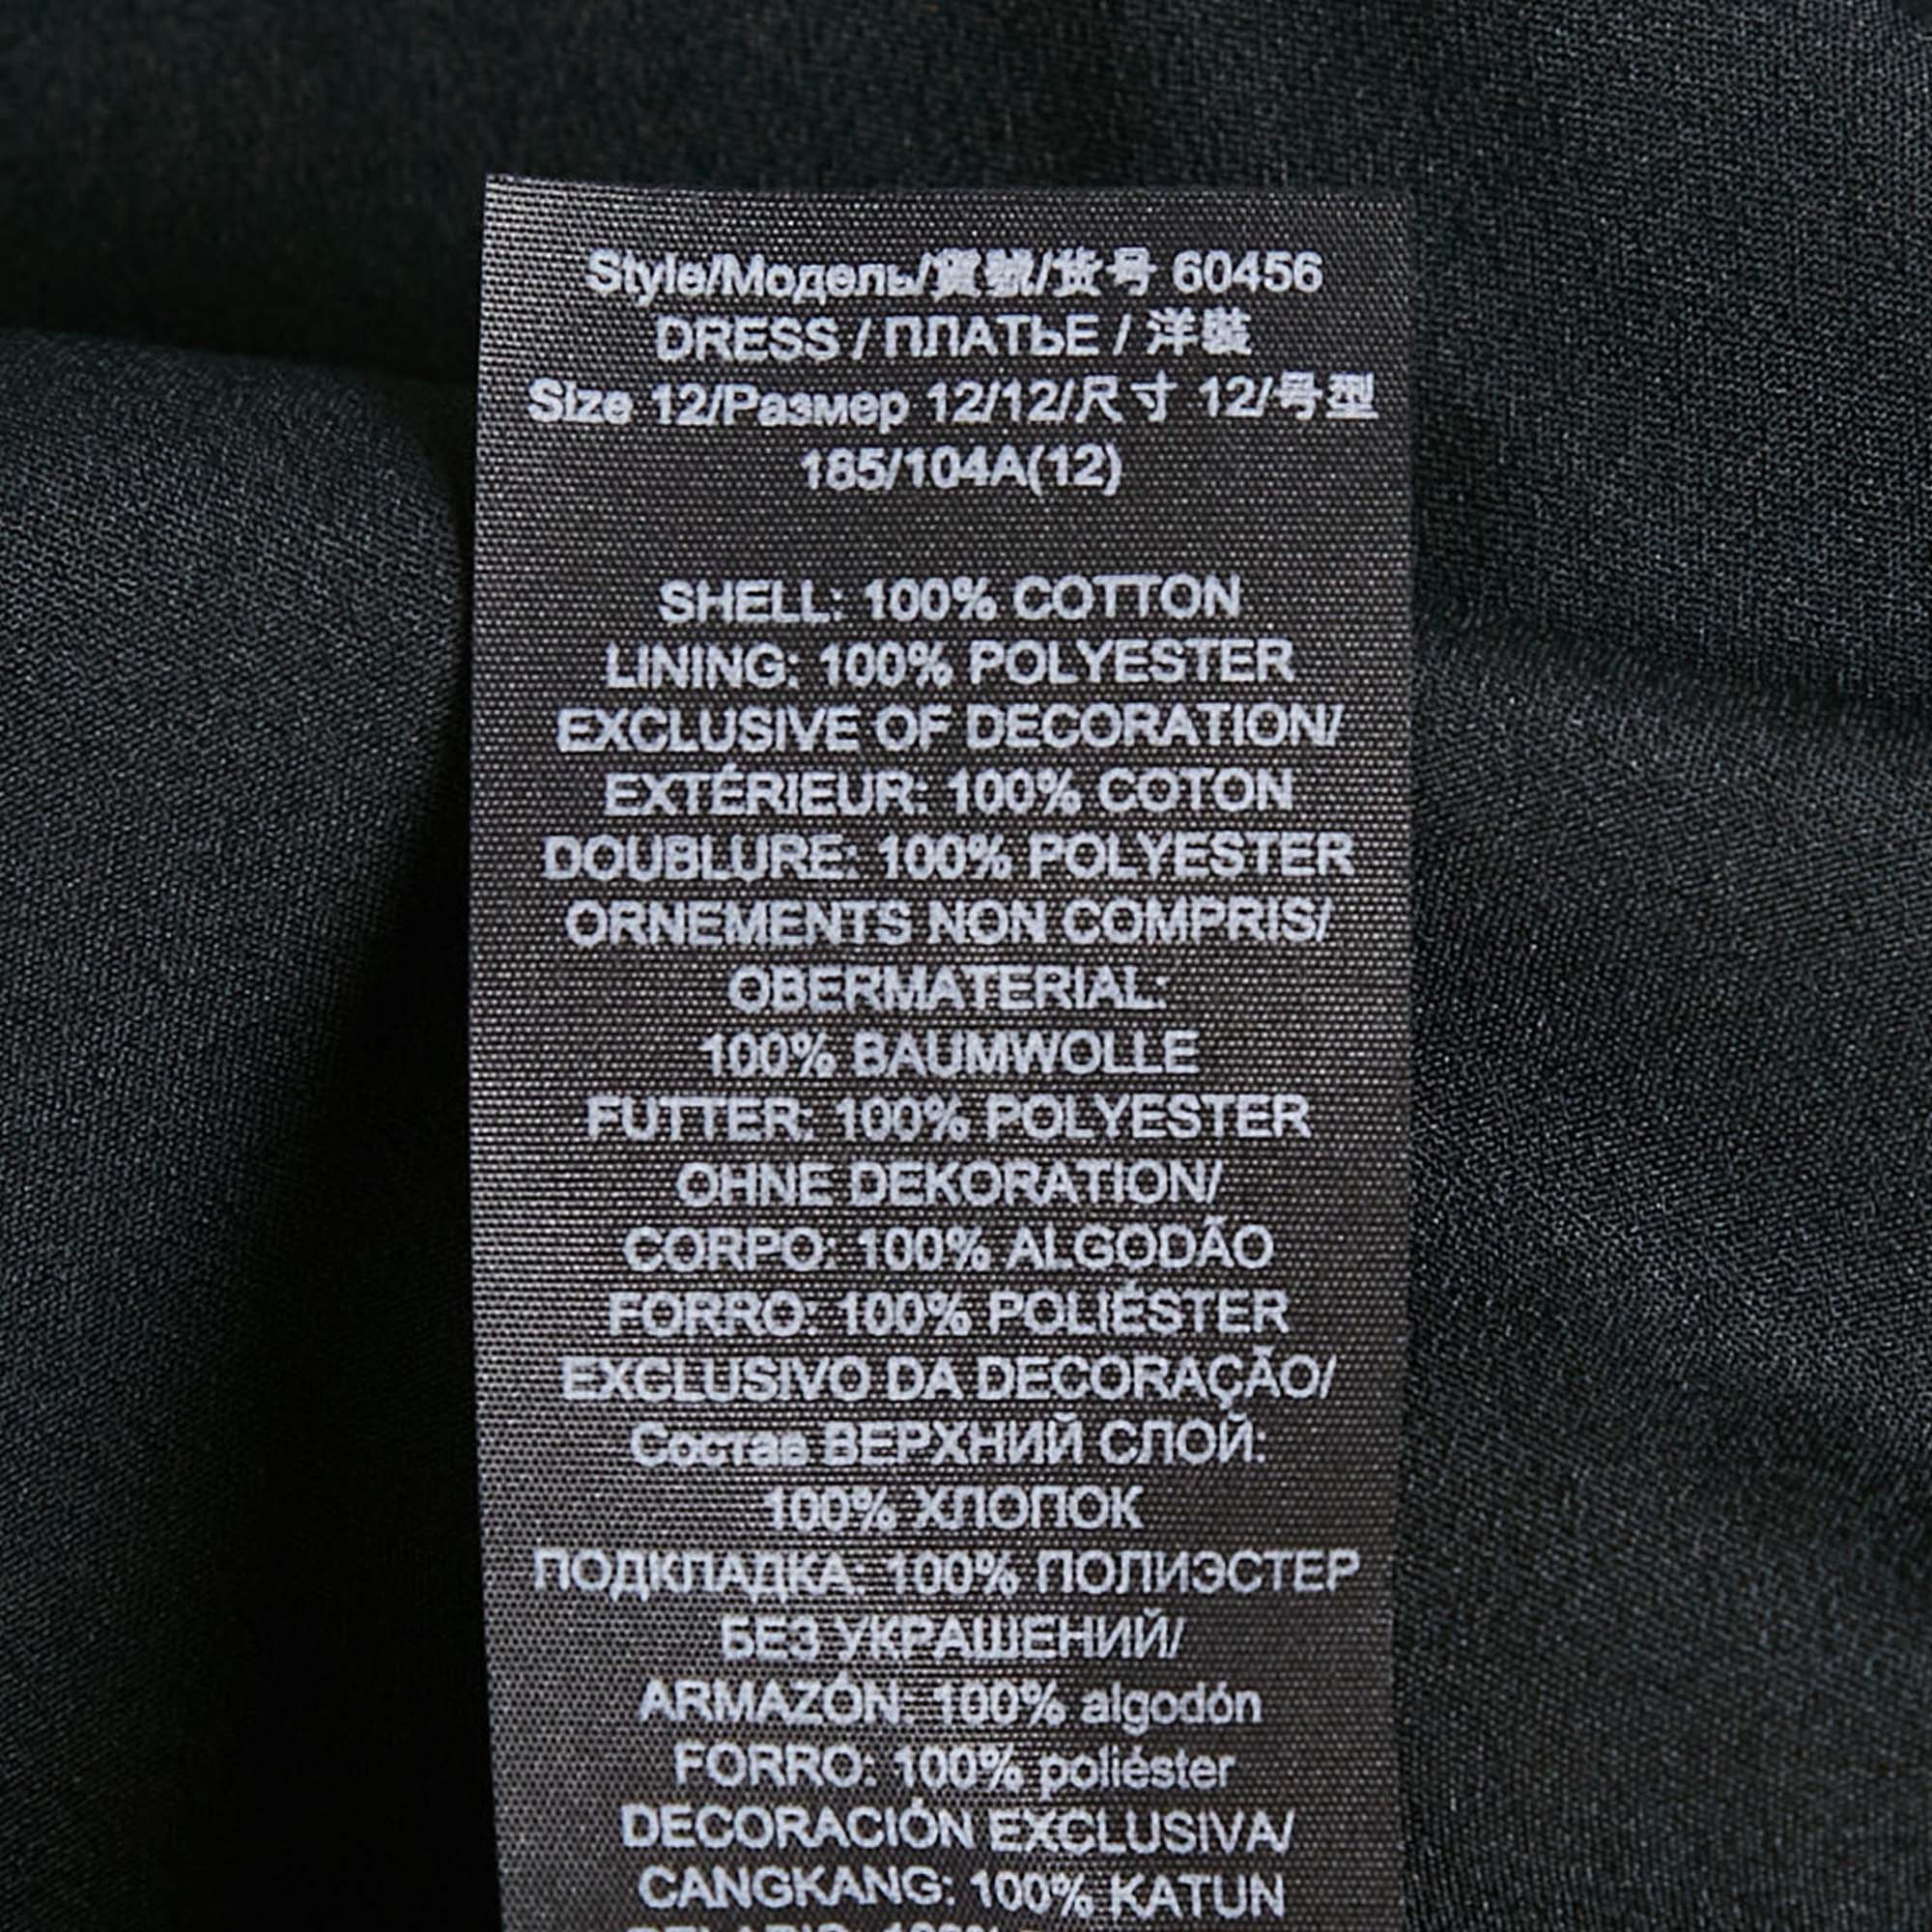 Style/Модель/貨號/货号 60456
DRESS / ПЛАТЬЕ / 洋裝
Size 12/Размер 12/12/尺寸 12/号型
185/104A(12)
SHELL: 100% COTTON
LINING: 100% POLYESTER
EXCLUSIVE OF DECORATION/
EXTÉRIEUR: 100% COTON
DOUBLURE: 100% POLYESTER
ORNEMENTS NON COMPRIS/
OBERMATERIAL:
100% BAUMWOLLE
FUTTER: 100% POLYESTER
OHNE DEKORATION/
CORPO: 100% ALGODÃO
FORRO: 100% POLIÉSTER
EXCLUSIVO DA DECORAÇÃO/
Состав ВЕРХНИЙ СЛОЙ:
100% ХЛОПОК
ПОДКЛАДКА: 100% ПОЛИЭСТЕР
БЕЗ УКРАШЕНИЙ/
ARMAZÓN: 100% algodón
FORRO: 100% poliéster
DECORACIÓN EXCLUSIVA/
CANGKANG: 100% KATUN